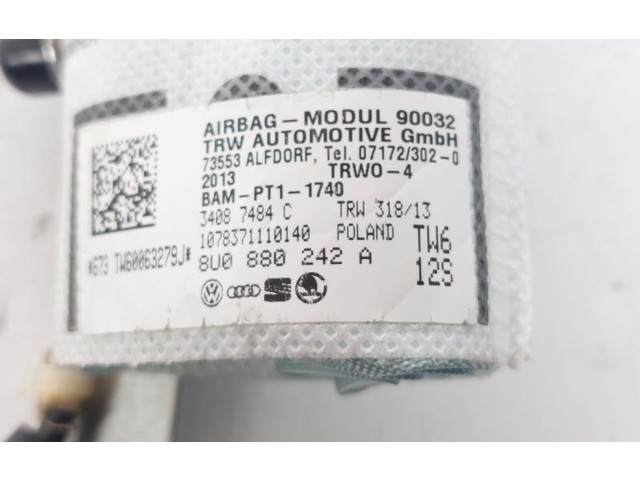 AIRBAG-MODUL 90032
TRW AUTOMOTIVE GmbH
73553 ALFDORF, Tel. 07172/302-0
2013 TRWO-4
BAM-PT1-1740
3408 7484 C TRW 318/13
1078371110140 POLAND TW6
*673 TW60063279J* 8U0 880 242 A 12S